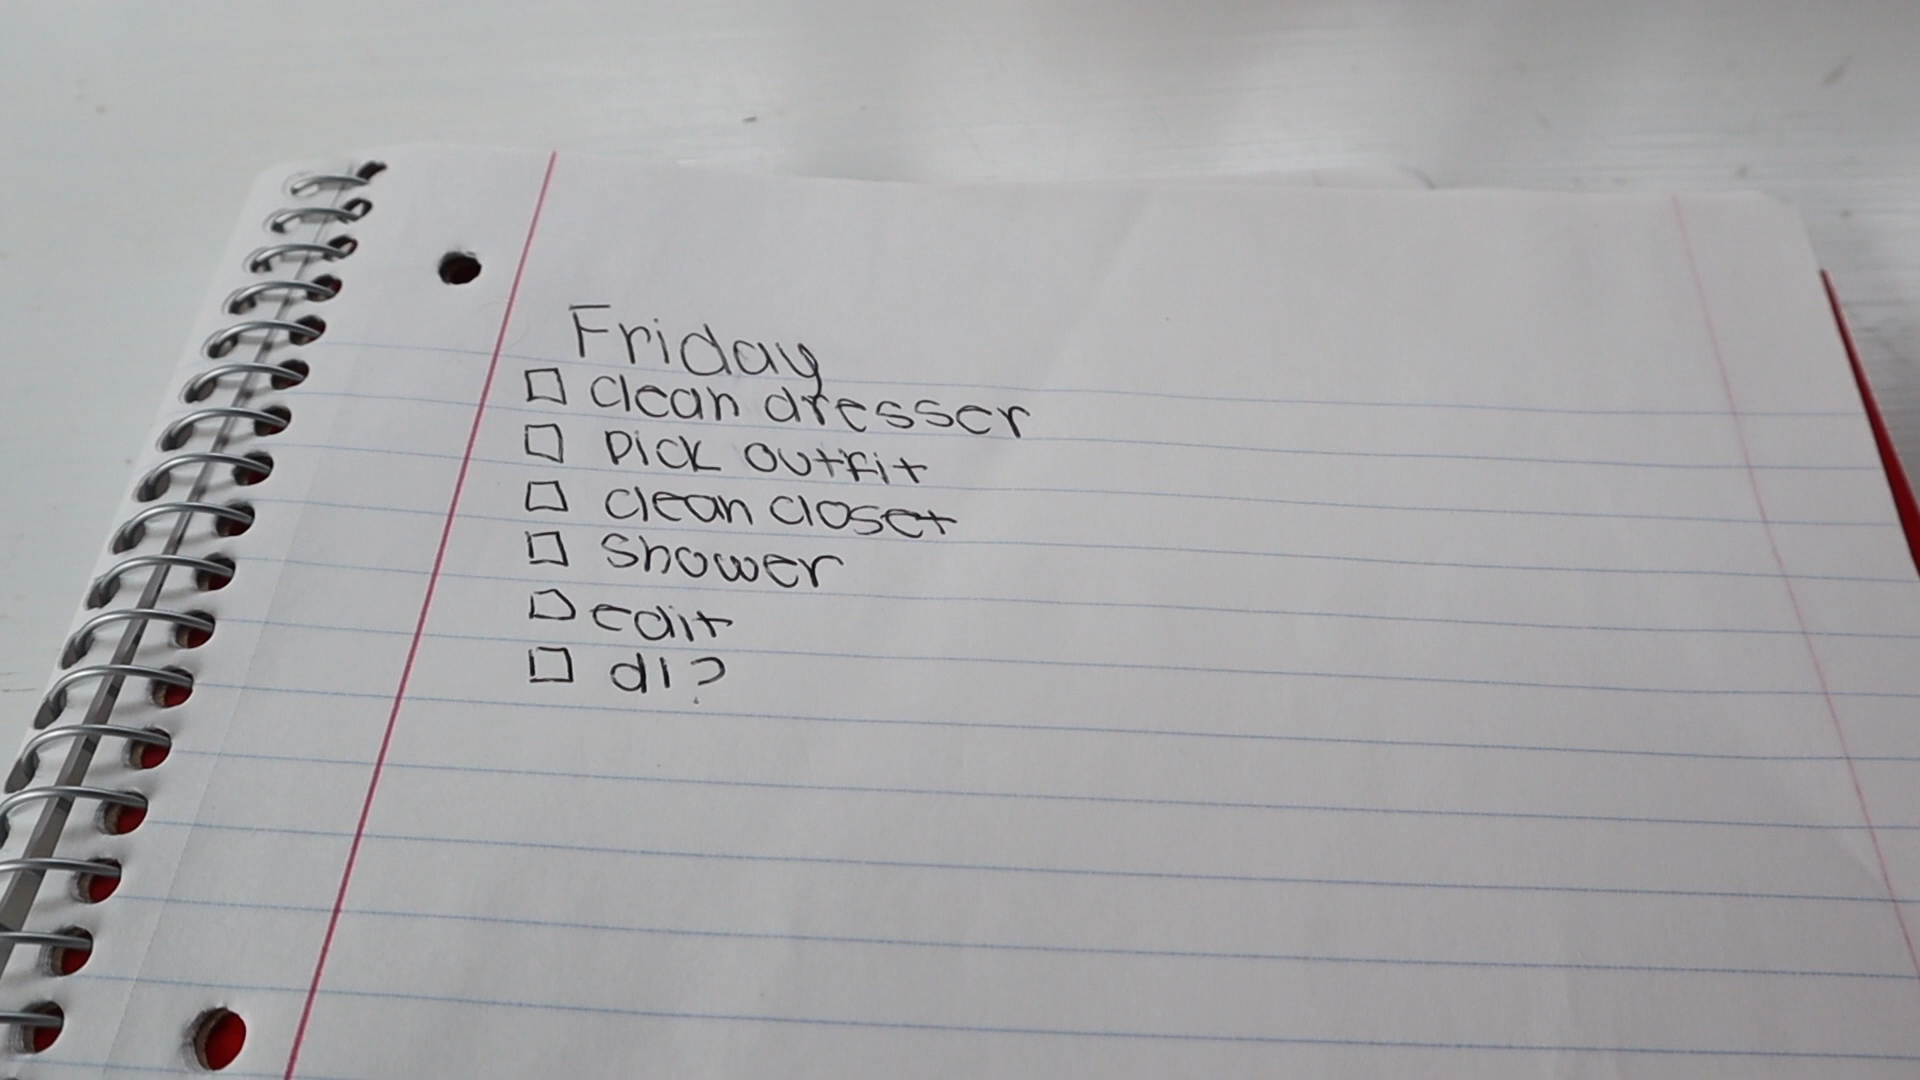 Friday
☐ clean dresser
☐ pick outfit
☐ clean closet
☐ shower
☐ edit
☐ di?